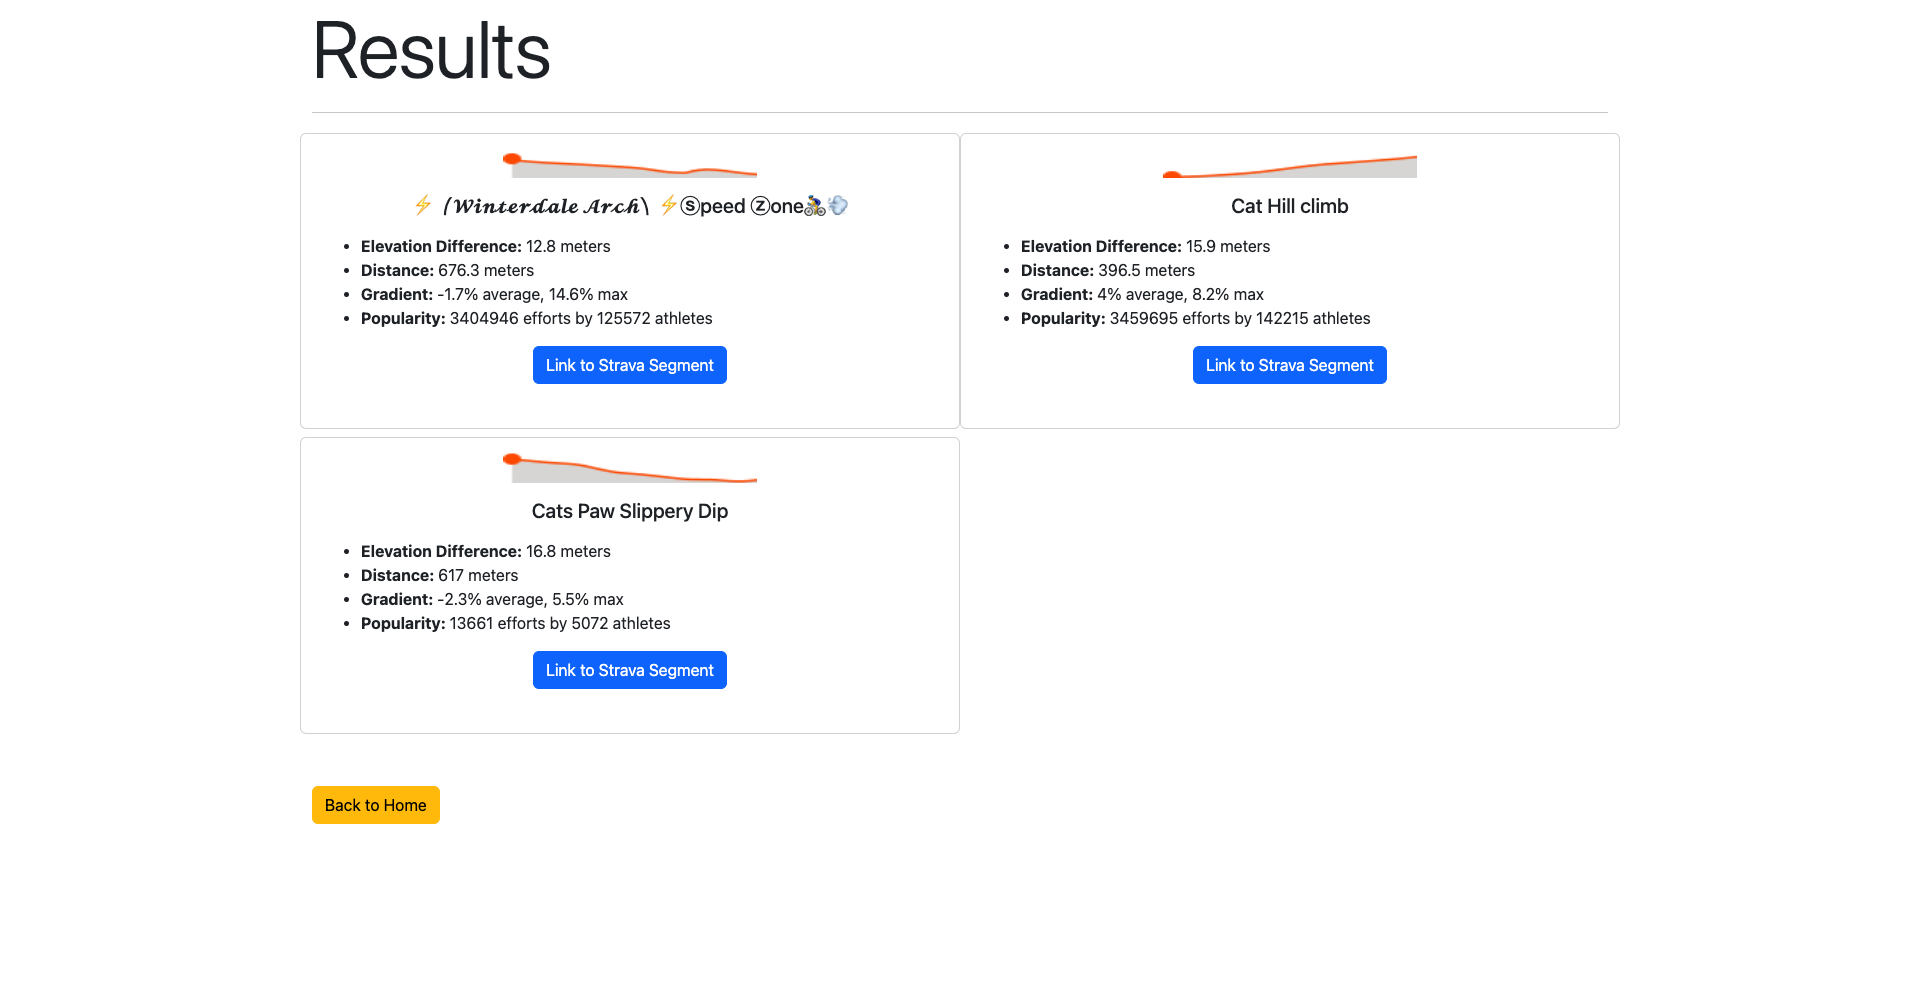 Results
⚡ ⎛𝓦𝓲𝓷𝓽𝓮𝓻𝓭𝓪𝓵𝓮 𝓐𝓻𝓬𝓱⎞ ⚡Ⓢpeed Ⓩone🚴💨
• Elevation Difference: 12.8 meters
• Distance: 676.3 meters
• Gradient: -1.7% average, 14.6% max
• Popularity: 3404946 efforts by 125572 athletes
Link to Strava Segment
Cat Hill climb
• Elevation Difference: 15.9 meters
• Distance: 396.5 meters
• Gradient: 4% average, 8.2% max
• Popularity: 3459695 efforts by 142215 athletes
Link to Strava Segment
Cats Paw Slippery Dip
• Elevation Difference: 16.8 meters
• Distance: 617 meters
• Gradient: -2.3% average, 5.5% max
• Popularity: 13661 efforts by 5072 athletes
Link to Strava Segment
Back to Home